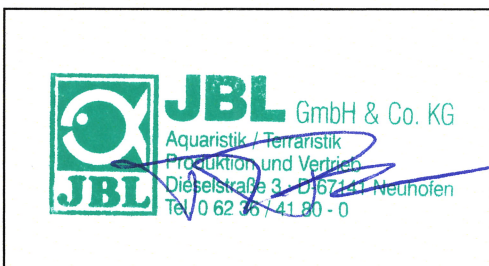 JBL GmbH & Co. KG
Aquaristik / Terraristik
Produktion und Vertrieb
Dieselstraße 3 · D-67141 Neuhofen
Tel. 0 62 36 / 41 80 - 0
JBL